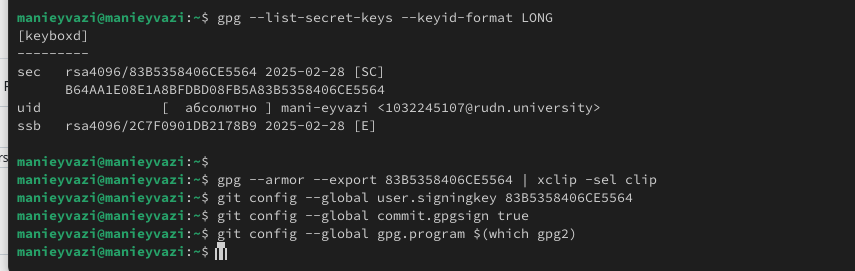 manieyvazi@manieyvazi:~$ gpg --list-secret-keys --keyid-format LONG
[keyboxd]
---------
sec   rsa4096/83B5358406CE5564 2025-02-28 [SC]
      B64AA1E08E1A8BFDBD08FB5A83B5358406CE5564
uid               [  абсолютно ] mani-eyvazi <1032245107@rudn.university>
ssb   rsa4096/2C7F0901DB2178B9 2025-02-28 [E]
manieyvazi@manieyvazi:~$
manieyvazi@manieyvazi:~$ gpg --armor --export 83B5358406CE5564 | xclip -sel clip
manieyvazi@manieyvazi:~$ git config --global user.signingkey 83B5358406CE5564
manieyvazi@manieyvazi:~$ git config --global commit.gpgsign true
manieyvazi@manieyvazi:~$ git config --global gpg.program $(which gpg2)
manieyvazi@manieyvazi:~$